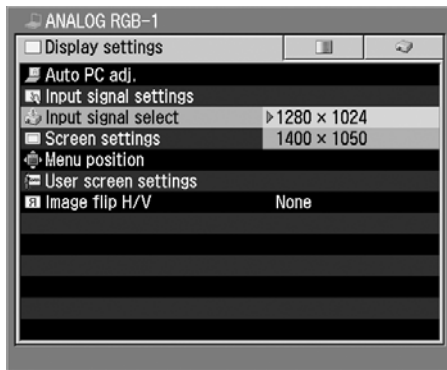 ANALOG RGB-1
Display settings
Auto PC adj.
Input signal settings
Input signal select 1280 × 1024
Screen settings 1400 × 1050
Menu position
User screen settings
Image flip H/V None